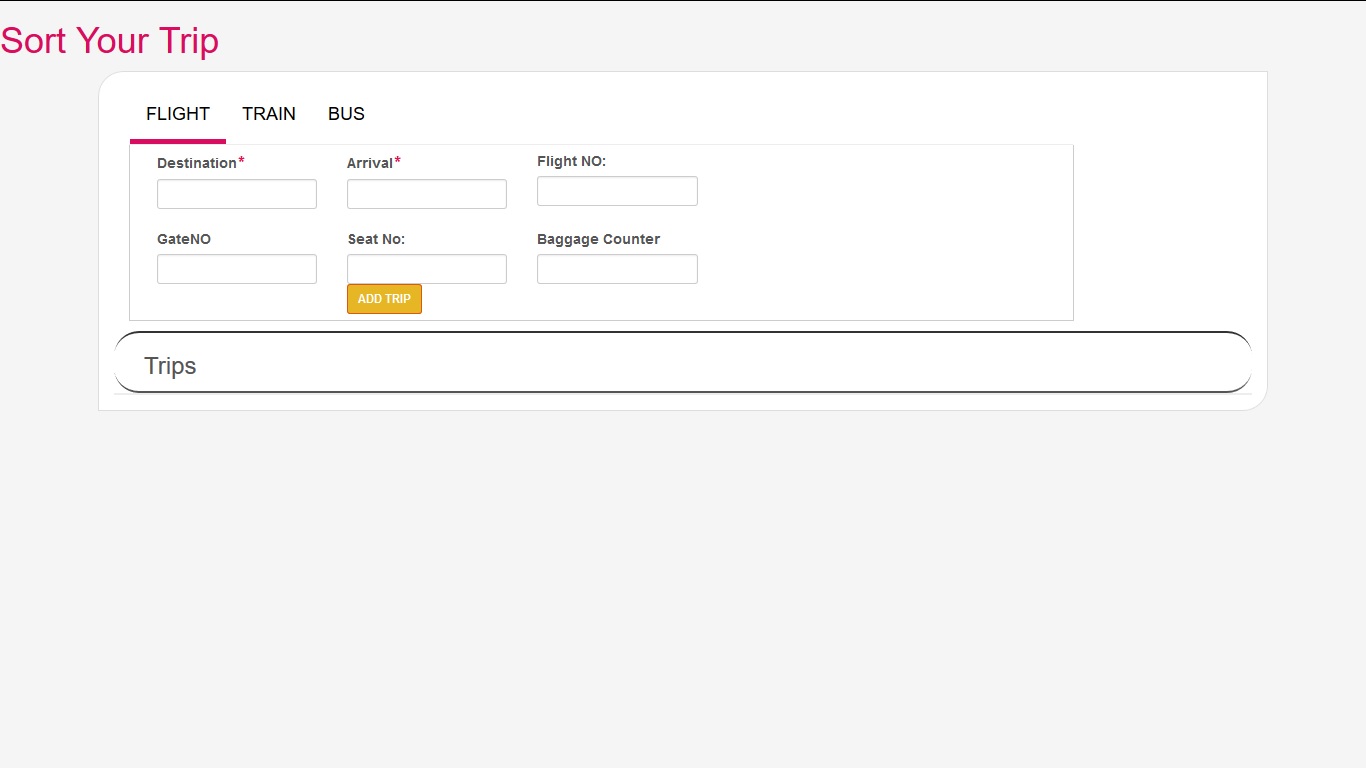 Sort Your Trip
FLIGHT TRAIN BUS
Destination* Arrival* Flight NO:
GateNO Seat No: Baggage Counter
ADD TRIP
Trips